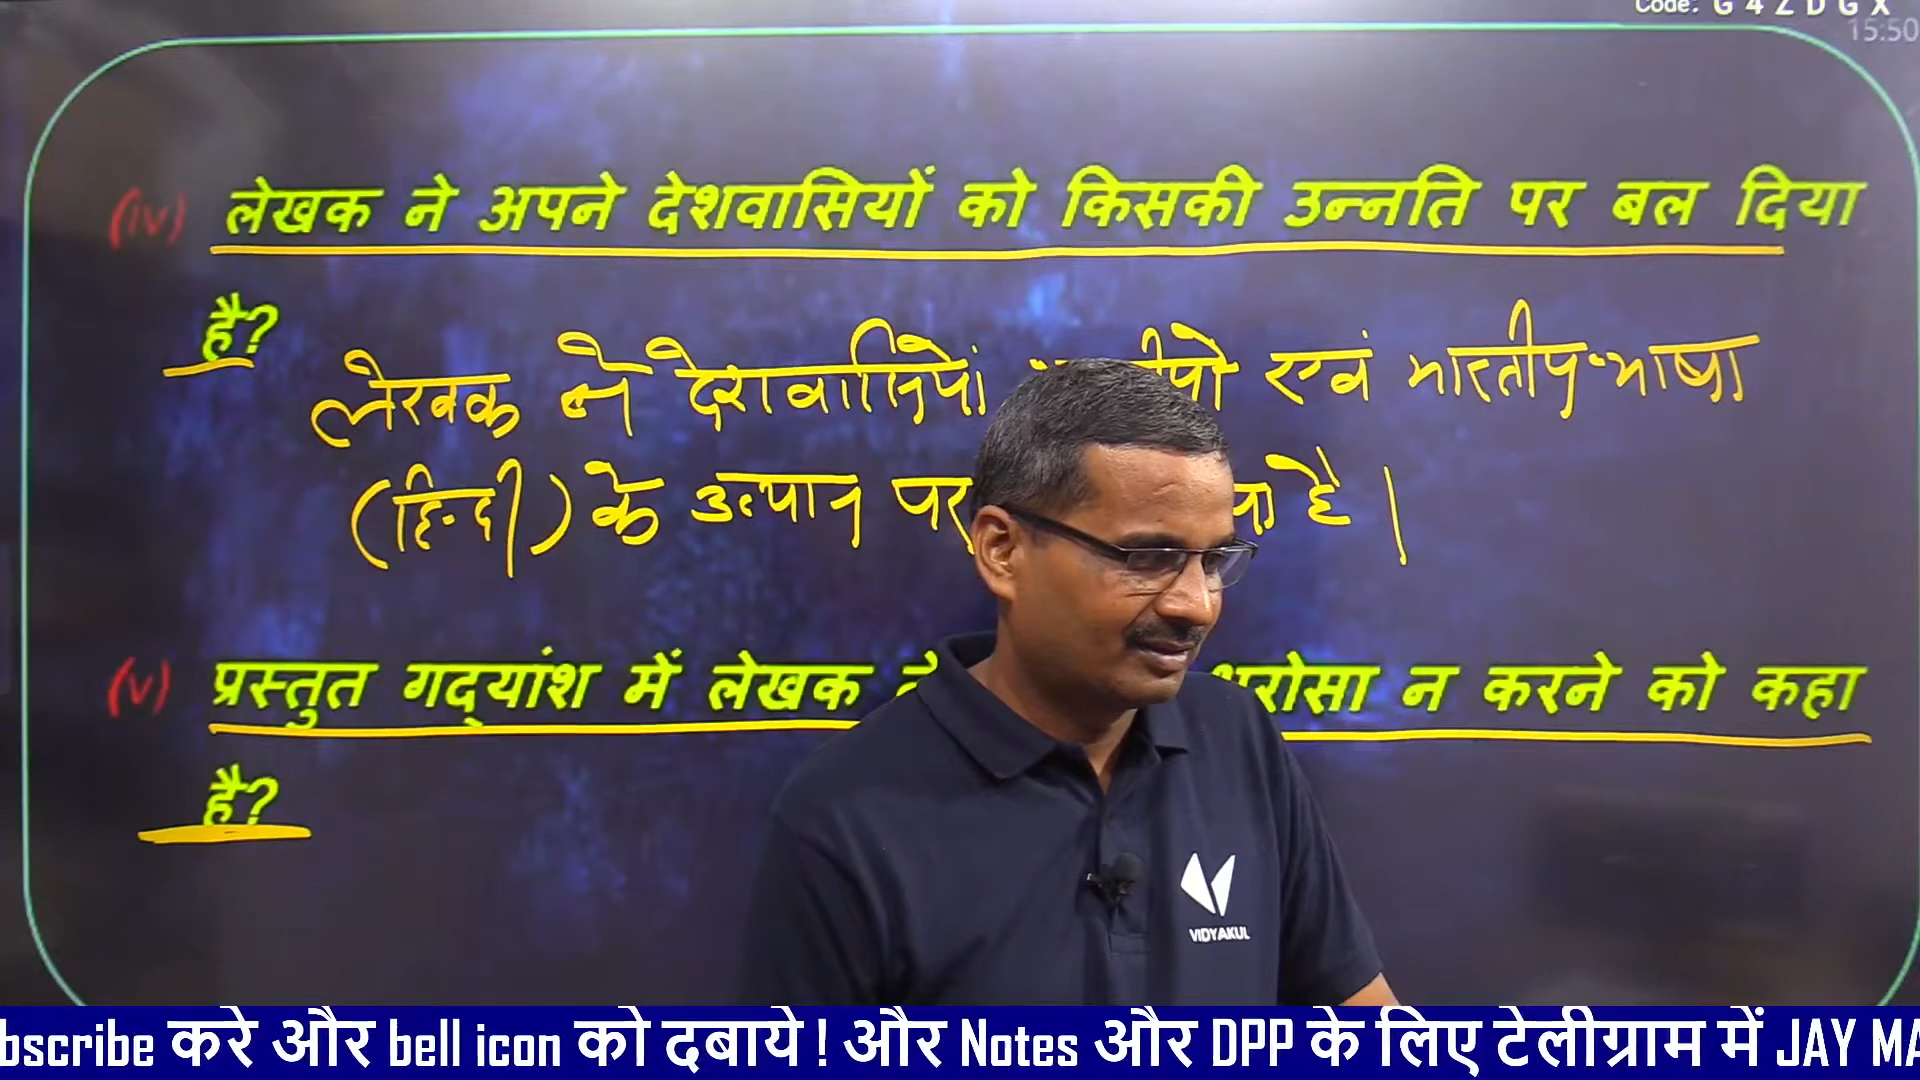 Code: G4ZDGX
15:50
(iv) लेखक ने अपने देशवासियों को किसकी उन्नति पर बल दिया
है?
लेखक ने देशवासियों एवं भारतीय-भाषा
(हिन्दी) के उत्थान पर है।
(v) प्रस्तुत गद्यांश में लेखक भरोसा न करने को कहा
है?
VIDYAKUL
bscribe करे और bell icon को दबाये ! और Notes और DPP के लिए टेलीग्राम में JAY MA